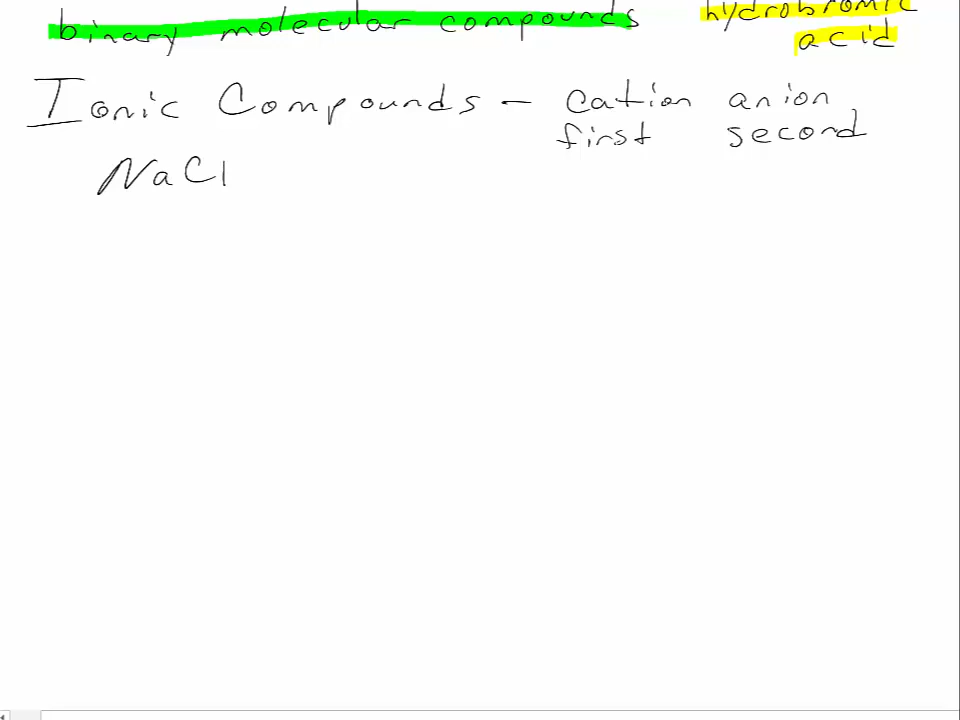 binary molecular compounds hydrobromic
acid
Ionic Compounds - cation anion
first second
NaCl